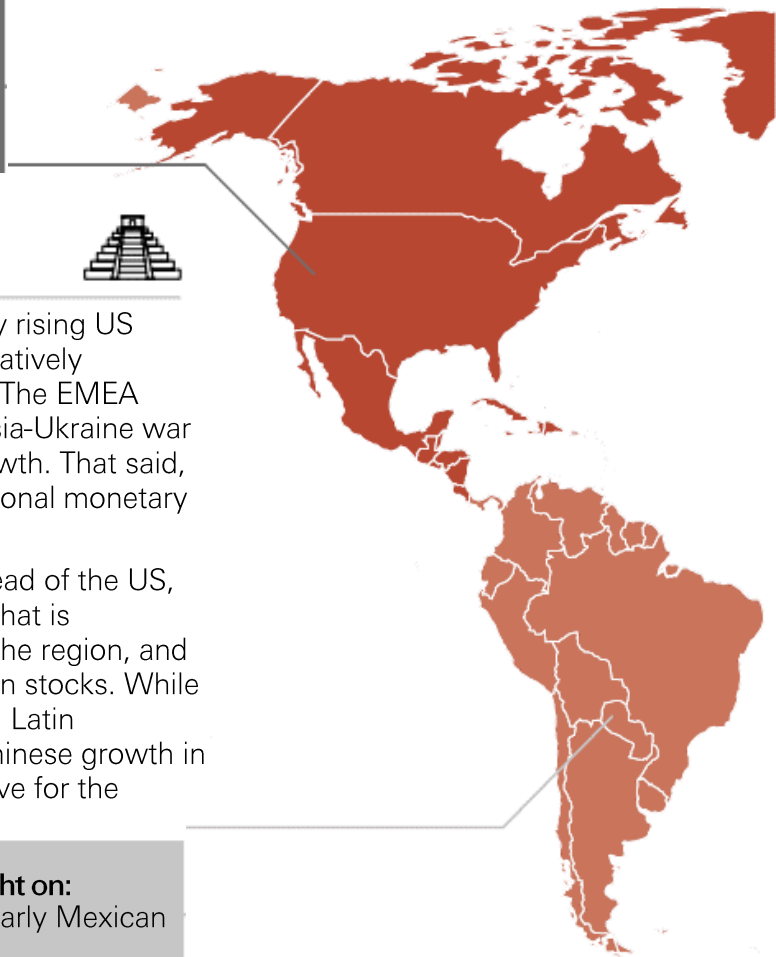 y rising US
atively
The EMEA
sia-Ukraine war
wth. That said,
onal monetary
ead of the US,
hat is
he region, and
n stocks. While
Latin
hinese growth in
ve for the
ht on:
arly Mexican